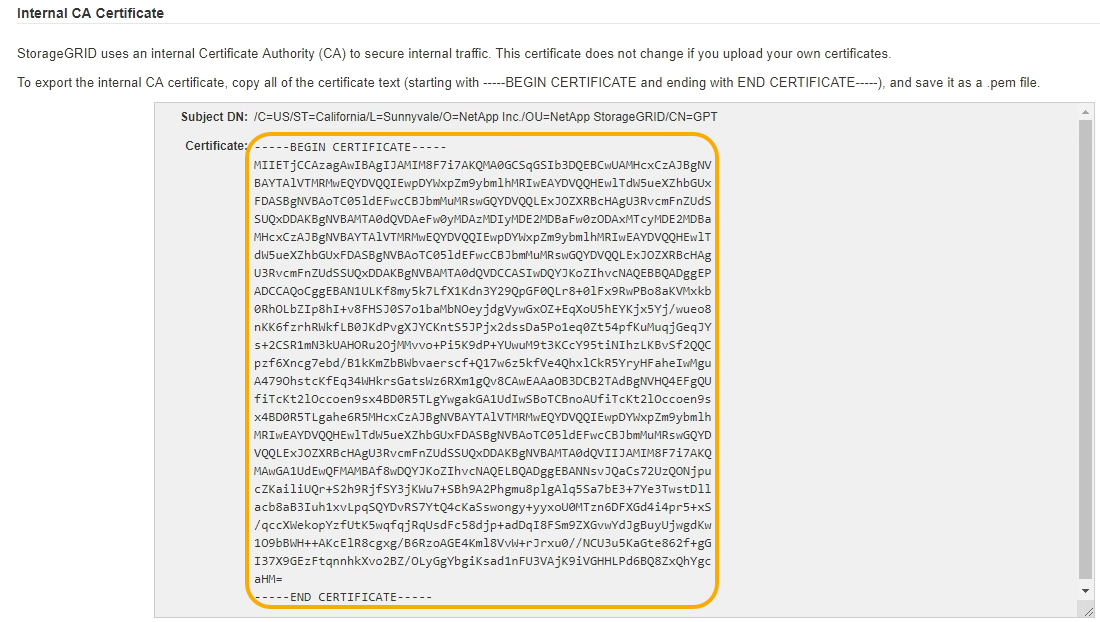 Internal CA Certificate
StorageGRID uses an internal Certificate Authority (CA) to secure internal traffic. This certificate does not change if you upload your own certificates.
To export the internal CA certificate, copy all of the certificate text (starting with -----BEGIN CERTIFICATE and ending with END CERTIFICATE-----), and save it as a .pem file.
Subject DN: /C=US/ST=California/L=Sunnyvale/O=NetApp Inc./OU=NetApp StorageGRID/CN=GPT
Certificate: -----BEGIN CERTIFICATE-----
MIIETjCCAzagAwIBAgIJAMIM8F7i7AKQMA0GCSqGSIb3DQEBCwUAMHcxCzAJBgNV
BAYTAlVTMRMwEQYDVQQIEwpDYWxpZm9ybmlhMRIwEAYDVQQHEwlTdW5ueXZhbGUx
FDASBgNVBAoTC05ldEFwcCBJbmMuMRswGQYDVQQLExJOZXRBcHAgU3RvcmFnZUdS
SUQxDDAKBgNVBAMTA0dQVDAeFw0yMDAzMDIyMDE2MDBaFw0zODAxMTcyMDE2MDBa
MHcxCzAJBgNVBAYTAlVTMRMwEQYDVQQIEwpDYWxpZm9ybmlhMRIwEAYDVQQHEwlT
dW5ueXZhbGUxFDASBgNVBAoTC05ldEFwcCBJbmMuMRswGQYDVQQLExJOZXRBcHAg
U3RvcmFnZUdSSUQxDDAKBgNVBAMTA0dQVDCCASIwDQYJKoZIhvcNAQEBBQADggEP
ADCCAQoCggEBAN1ULKf8my5k7LfX1Kdn3Y29QpGF0QLr8+0lFx9RwPBo8aKVMxkb
0RhOLbZIp8hI+v8FHSJ0S7o1baMbNOeyjdgVywGxOZ+EqXoU5hEYKjx5Yj/wueo8
nKK6fzrhRWkfLB0JKdPvgXJYCKntS5JPjx2dssDa5Po1eq0Zt54pfKuMuqjGeqJY
s+2CSR1mN3kUAHORu2OjMMvvo+Pi5K9dP+YUwuM9t3KCcY95tiNIhzLKBvSf2QQC
pzf6Xncg7ebd/B1kKmZbBWbvaerscf+Q17w6z5kfVe4QhxlCkR5YryHFaheIwMgu
A479OhstcKfEq34WHkrsGatsWz6RXm1gQv8CAwEAAaOB3DCB2TAdBgNVHQ4EFgQU
fiTcKt2lOccoen9sx4BD0R5TLgYwgakGA1UdIwSBoTCBnoAUfiTcKt2lOccoen9s
x4BD0R5TLgahe6R5MHcxCzAJBgNVBAYTAlVTMRMwEQYDVQQIEwpDYWxpZm9ybmlh
MRIwEAYDVQQHEwlTdW5ueXZhbGUxFDASBgNVBAoTC05ldEFwcCBJbmMuMRswGQYD
VQQLExJOZXRBcHAgU3RvcmFnZUdSSUQxDDAKBgNVBAMTA0dQVIIJAMIM8F7i7AKQ
MAwGA1UdEwQFMAMBAf8wDQYJKoZIhvcNAQELBQADggEBANNsvJQaCs72UzQONjpu
cZKailiUQr+S2h9RjfSY3jKWu7+SBh9A2Phgmu8plgAlq5Sa7bE3+7Ye3TwstDll
acb8aB3Iuh1xvLpqSQYDvRS7YtQ4cKaSswongy+yyxoU0MTzn6DFXGd4i4pr5+xS
/qccXWekopYzfUtK5wqfqjRqUsdFc58djp+adDqI8FSm9ZXGvwYdJgBuyUjwgdKw
1O9bBWH++AKcElR8cgxg/B6RzoAGE4Kml8VvW+rJrxu0//NCU3u5KaGte862f+gG
I37X9GEzFtqnnhkXvo2BZ/OLyGgYbgiKsad1nFU3VAjK9iVGHHLPd6BQ8ZxQhYgc
aHM=
-----END CERTIFICATE-----